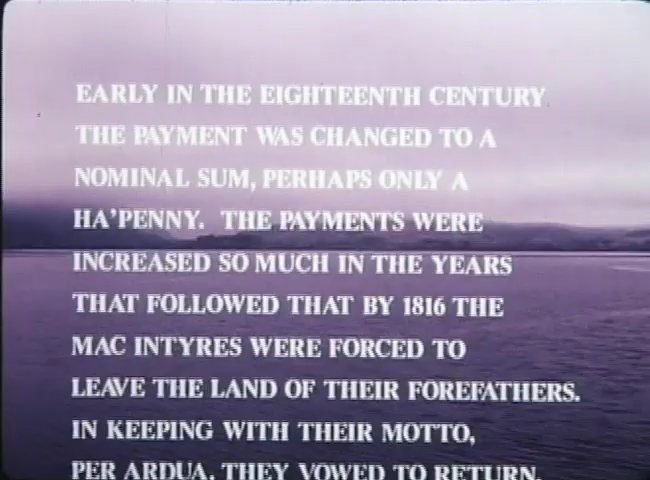 EARLY IN THE EIGHTEENTH CENTURY
THE PAYMENT WAS CHANGED TO A
NOMINAL SUM, PERHAPS ONLY A
HA'PENNY. THE PAYMENTS WERE
INCREASED SO MUCH IN THE YEARS
THAT FOLLOWED THAT BY 1816 THE
MAC INTYRES WERE FORCED TO
LEAVE THE LAND OF THEIR FOREFATHERS.
IN KEEPING WITH THEIR MOTTO,
PER ARDUA, THEY VOWED TO RETURN.